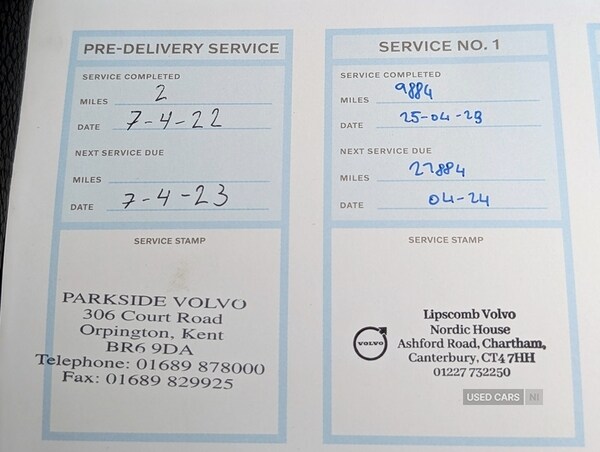 PRE-DELIVERY SERVICE
SERVICE COMPLETED
MILES 2
DATE 7-4-22
NEXT SERVICE DUE
MILES
DATE 7-4-23
SERVICE STAMP
PARKSIDE VOLVO
306 Court Road
Orpington, Kent
BR6 9DA
Telephone: 01689 878000
Fax: 01689 829925
SERVICE NO. 1
SERVICE COMPLETED
MILES 9884
DATE 25-04-23
NEXT SERVICE DUE
MILES 27884
DATE 04-24
SERVICE STAMP
VOLVO
Lipscomb Volvo
Nordic House
Ashford Road, Chartham,
Canterbury, CT4 7HH
01227 732250
USED CARS NI